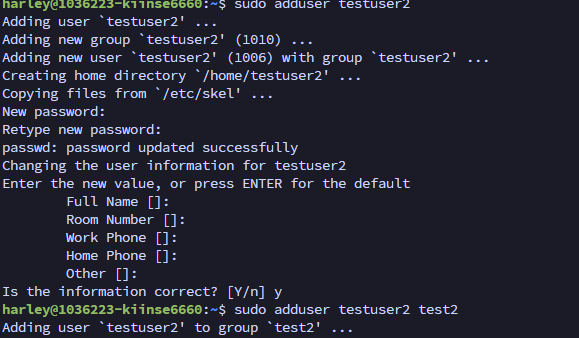 harley@1036223-kiinse6660:~$ sudo adduser testuser2
Adding user `testuser2' ...
Adding new group `testuser2' (1010) ...
Adding new user `testuser2' (1006) with group `testuser2' ...
Creating home directory `/home/testuser2' ...
Copying files from `/etc/skel' ...
New password:
Retype new password:
passwd: password updated successfully
Changing the user information for testuser2
Enter the new value, or press ENTER for the default
Full Name []:
Room Number []:
Work Phone []:
Home Phone []:
Other []:
Is the information correct? [Y/n] y
harley@1036223-kiinse6660:~$ sudo adduser testuser2 test2
Adding user `testuser2' to group `test2' ...